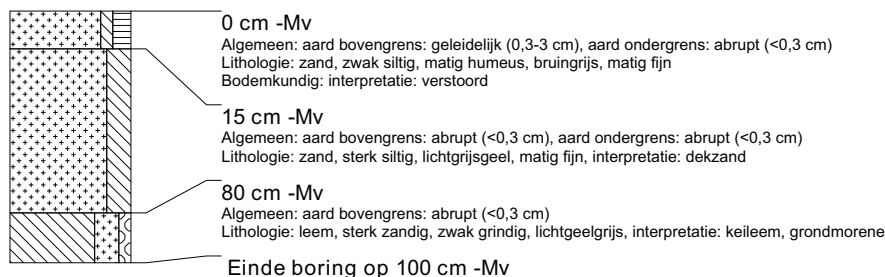 0 cm -Mv
Algemeen: aard bovengrens: geleidelijk (0,3-3 cm), aard ondergrens: abrupt (<0,3 cm)
Lithologie: zand, zwak siltig, matig humeus, bruingrijs, matig fijn
Bodemkundig: interpretatie: verstoord
15 cm -Mv
Algemeen: aard bovengrens: abrupt (<0,3 cm), aard ondergrens: abrupt (<0,3 cm)
Lithologie: zand, sterk siltig, lichtgrijsgeel, matig fijn, interpretatie: dekzand
80 cm -Mv
Algemeen: aard bovengrens: abrupt (<0,3 cm)
Lithologie: leem, sterk zandig, zwak grindig, lichtgeelgrijs, interpretatie: keileem, grondmorene
Einde boring op 100 cm -Mv